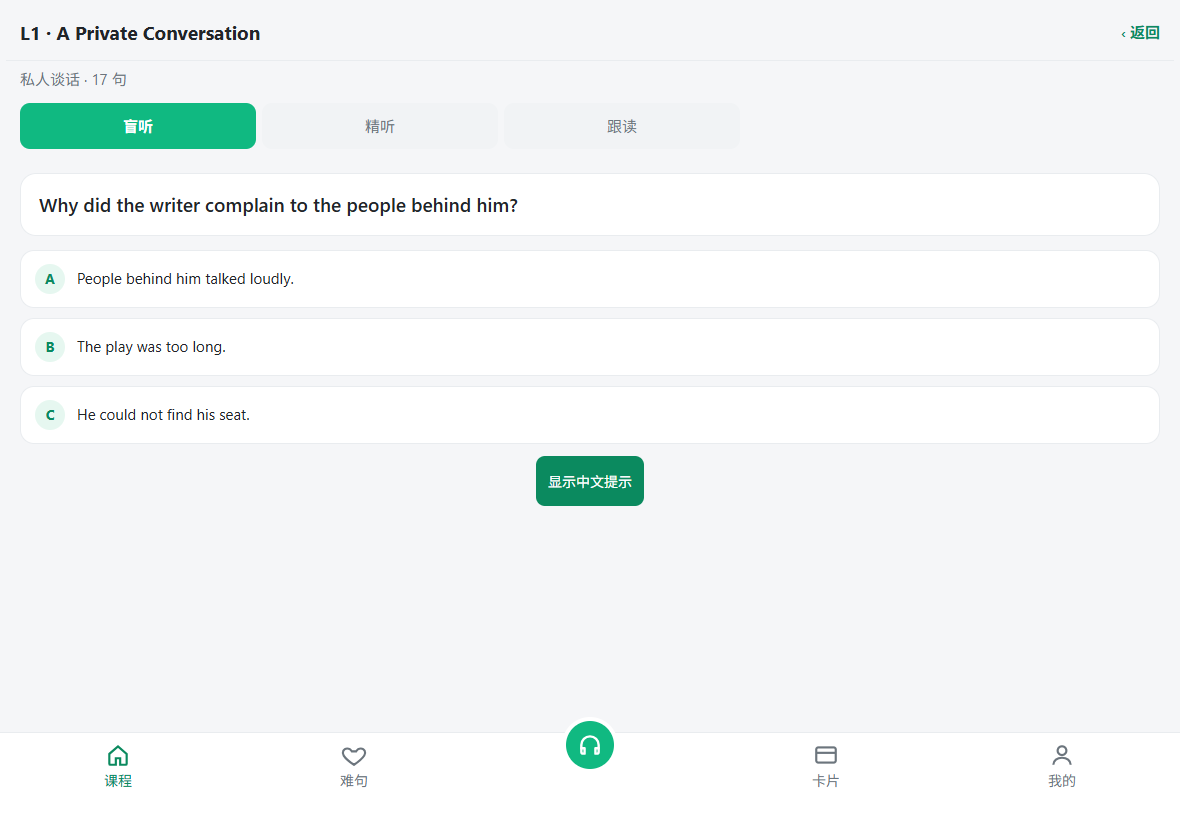 L1 · A Private Conversation
‹ 返回
私人谈话 · 17 句
盲听
精听
跟读
Why did the writer complain to the people behind him?
A People behind him talked loudly.
B The play was too long.
C He could not find his seat.
显示中文提示
课程
难句
卡片
我的